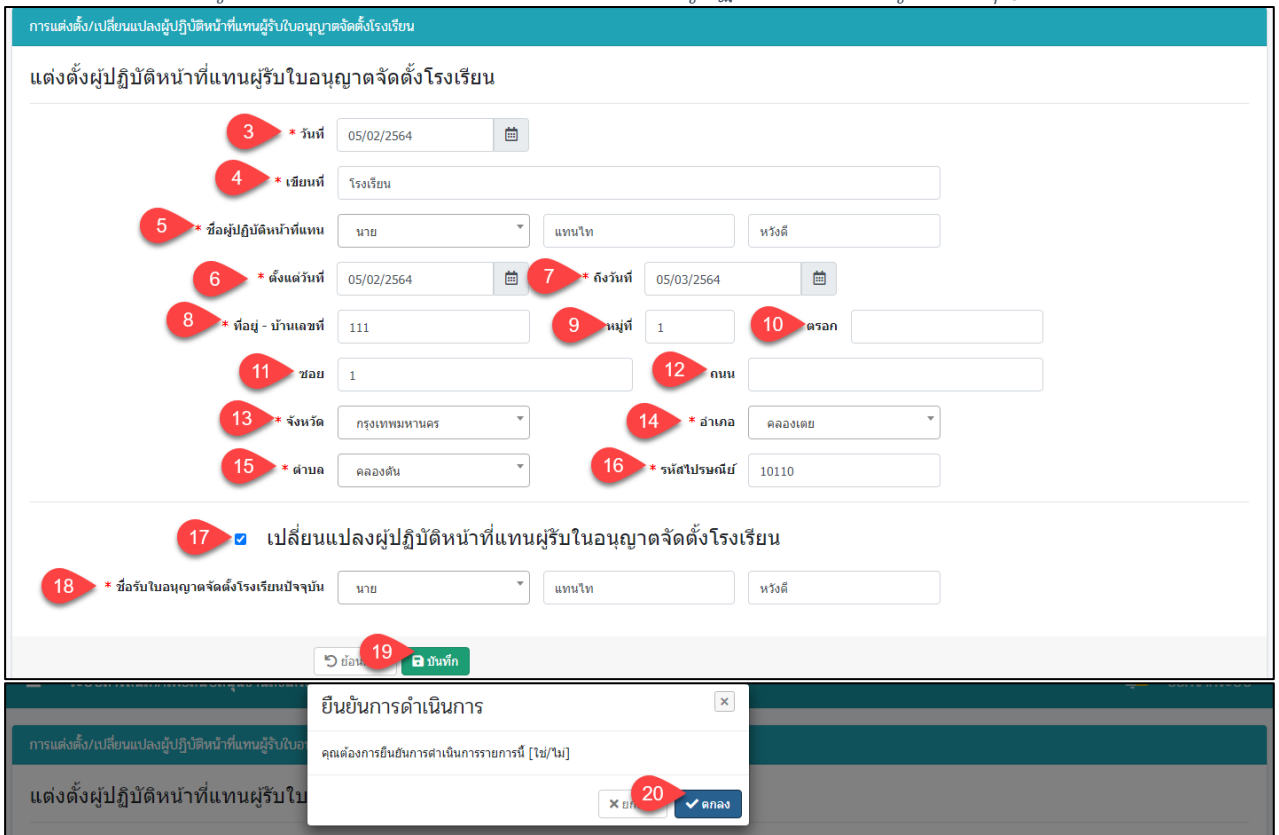 การแต่งตั้ง/เปลี่ยนแปลงผู้ปฏิบัติหน้าที่แทนผู้รับใบอนุญาตจัดตั้งโรงเรียน
แต่งตั้งผู้ปฏิบัติหน้าที่แทนผู้รับใบอนุญาตจัดตั้งโรงเรียน
3 * วันที่ 05/02/2564
4 * เขียนที่ โรงเรียน
5 * ชื่อผู้ปฏิบัติหน้าที่แทน นาย แทนไท หวังดี
6 * ตั้งแต่วันที่ 05/02/2564 7 * ถึงวันที่ 05/03/2564
8 * ที่อยู่ - บ้านเลขที่ 111 9 หมู่ที่ 1 10 ตรอก
11 ซอย 1 12 ถนน
13 * จังหวัด กรุงเทพมหานคร 14 * อำเภอ คลองเตย
15 * ตำบล คลองตัน 16 * รหัสไปรษณีย์ 10110
17 เปลี่ยนแปลงผู้ปฏิบัติหน้าที่แทนผู้รับใบอนุญาตจัดตั้งโรงเรียน
18 * ชื่อรับใบอนุญาตจัดตั้งโรงเรียนปัจจุบัน นาย แทนไท หวังดี
19 บันทึก
ยืนยันการดำเนินการ
การแต่งตั้ง/เปลี่ยนแปลงผู้ปฏิบัติหน้าที่แทนผู้รับใบอ
คุณต้องการยืนยันการดำเนินการรายการนี้ [ใช่/ไม่]
แต่งตั้งผู้ปฏิบัติหน้าที่แทนผู้รับใบ
20 ตกลง